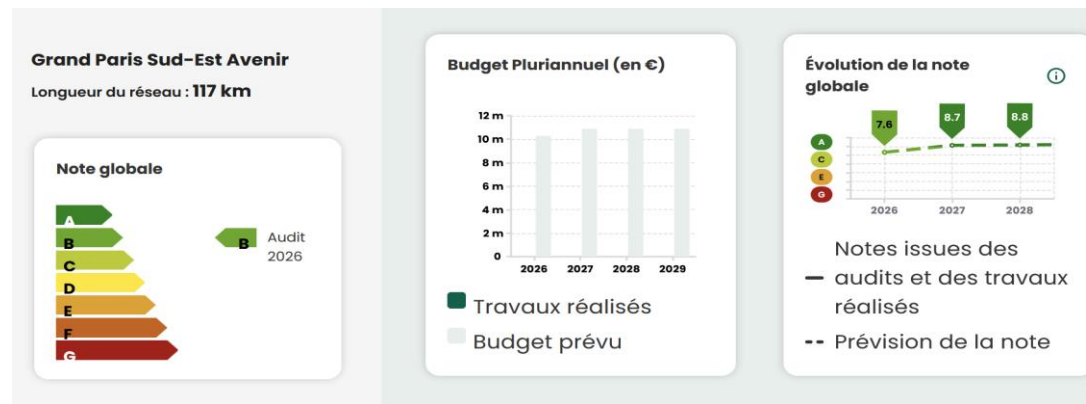 Grand Paris Sud-Est Avenir
Longueur du réseau : 117 km
Note globale
A
B
C
D
E
F
G
B
Audit
2026
Budget Pluriannuel (en €)
12 m
10 m
8 m
6 m
4 m
2 m
0
2026 2027 2028 2029
Travaux réalisés
Budget prévu
Évolution de la note
globale
7.6 8.7 8.8
A
C
E
G
2026 2027 2028
Notes issues des
audits et des travaux
réalisés
Prévision de la note